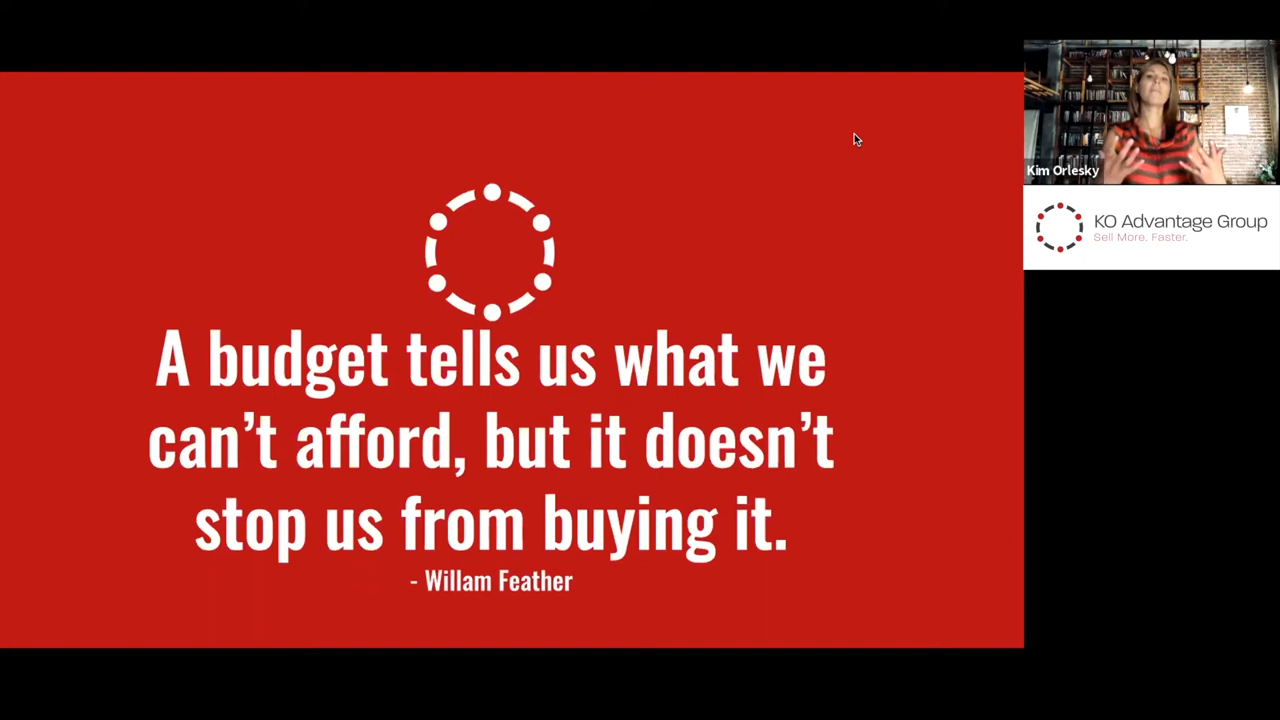 A budget tells us what we
can’t afford, but it doesn’t
stop us from buying it.
- Willam Feather
Kim Orlesky
KO Advantage Group
Sell More. Faster.